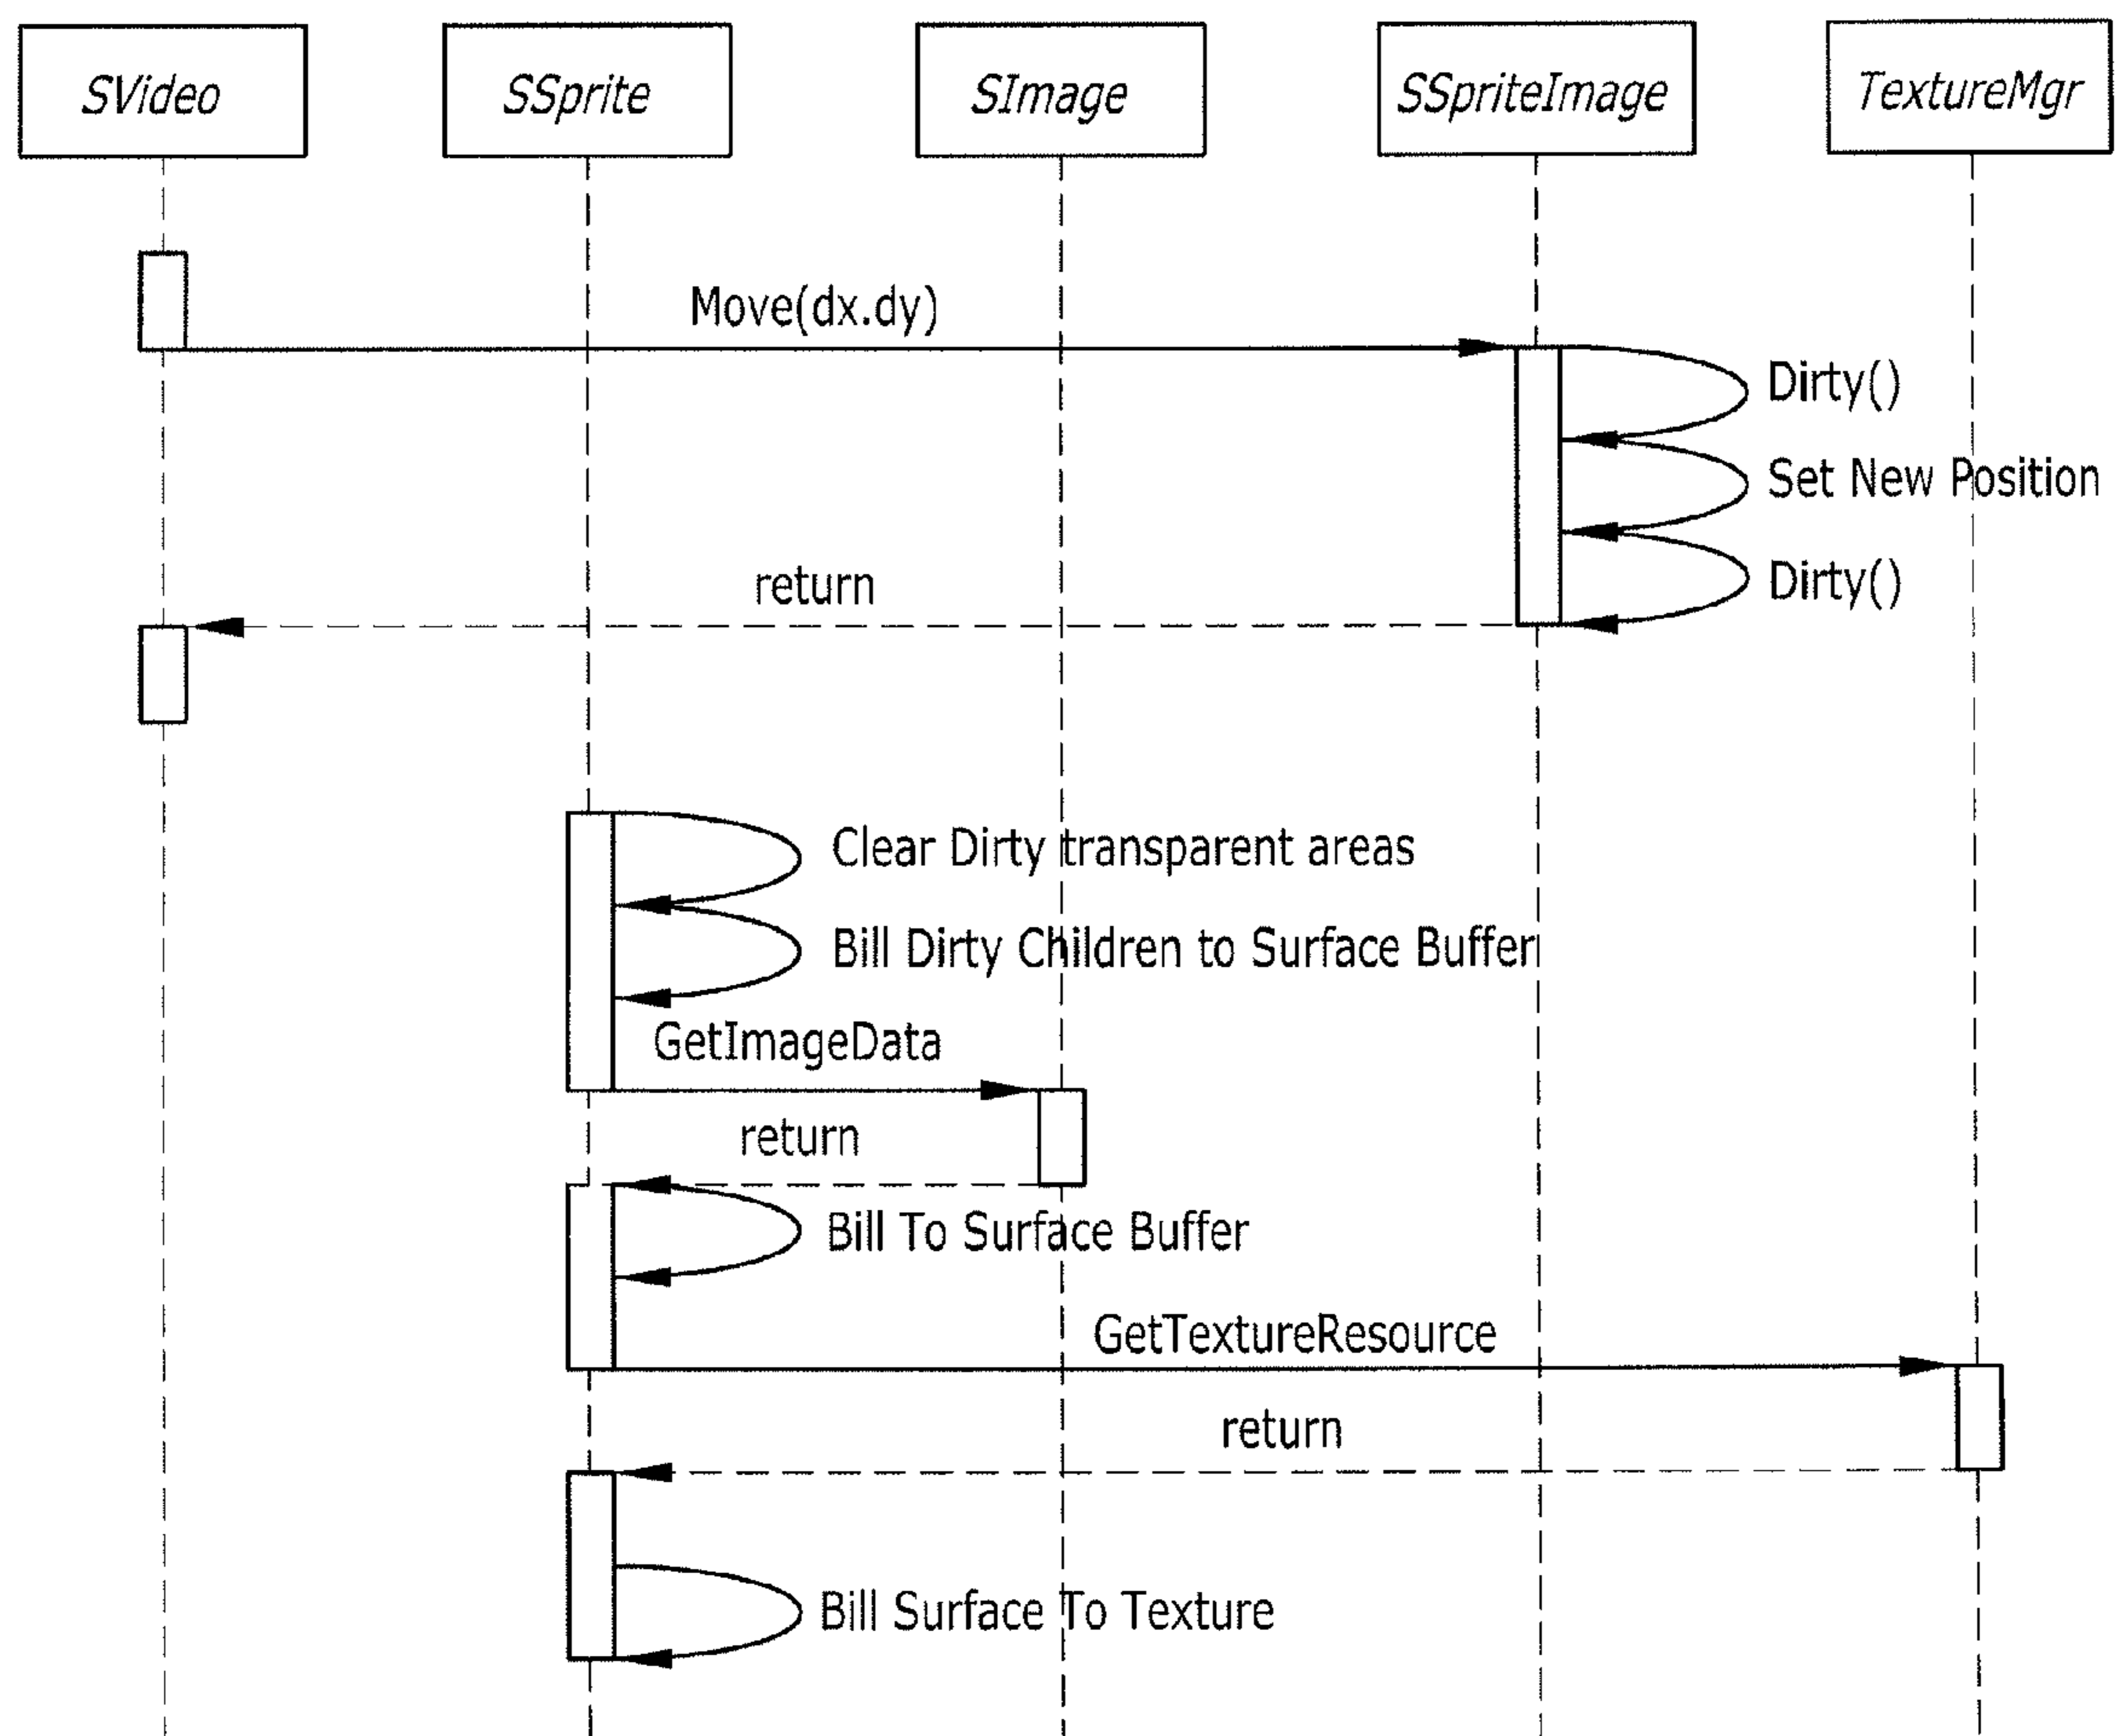 SVideo
SSprite
SImage
SSpriteImage
TextureMgr
Move(dx.dy)
Dirty()
Set New Position
return
Dirty()
Clear Dirty transparent areas
Bill Dirty Children to Surface Buffer
GetImageData
return
Bill To Surface Buffer
GetTextureResource
return
Bill Surface To Texture